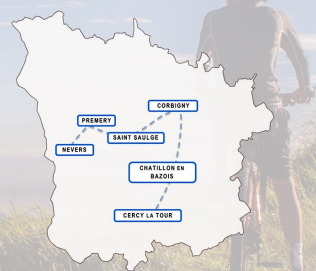 CORBIGNY
PREMERY
SAINT SAULGE
NEVERS
CHATILLON EN
BAZOIS
CERCY LA TOUR